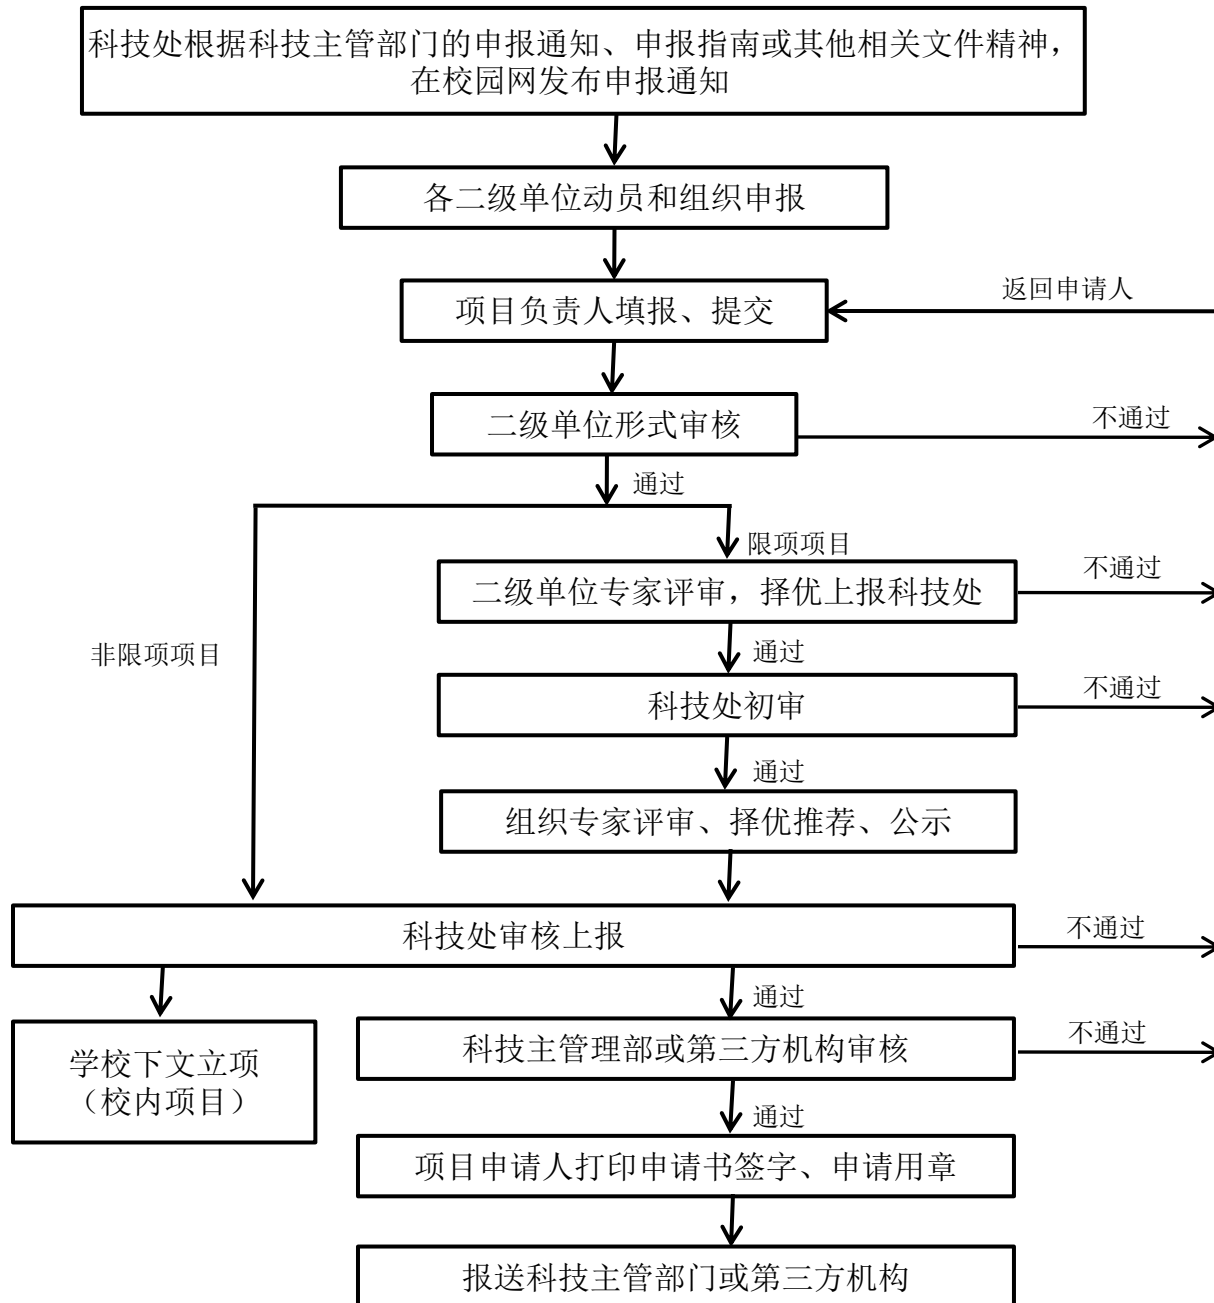 科技处根据科技主管部门的申报通知、申报指南或其他相关文件精神，
在校园网发布申报通知
各二级单位动员和组织申报
返回申请人
项目负责人填报、提交
二级单位形式审核
不通过
通过
限项项目
二级单位专家评审，择优上报科技处
不通过
非限项项目
通过
科技处初审
不通过
通过
组织专家评审、择优推荐、公示
科技处审核上报
不通过
通过
学校下文立项
（校内项目）
科技主管理部或第三方机构审核
不通过
通过
项目申请人打印申请书签字、申请用章
报送科技主管部门或第三方机构